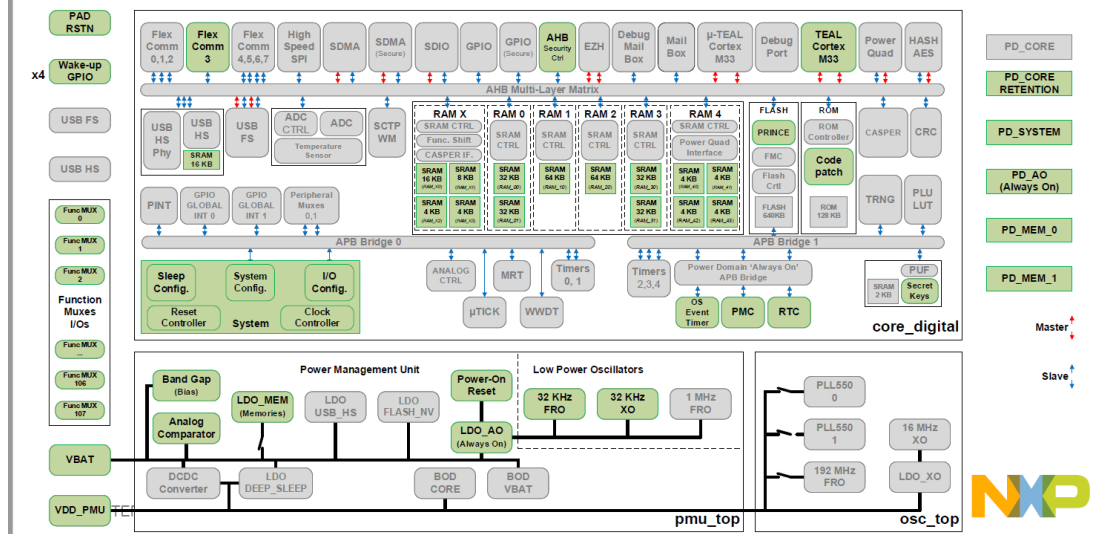 PAD
RSTN
x4
Wake-up
GPIO
USB FS
USB HS
Func MUX
0
Func MUX
1
Func MUX
2
Function
Muxes
I/Os
Func MUX
...
Func MUX
106
Func MUX
107
VBAT
VDD_PMU
Flex
Comm
0,1,2
Flex
Comm
3
Flex
Comm
4,5,6,7
High
Speed
SPI
SDMA
SDMA
(Secure)
SDIO
GPIO
GPIO
(Secure)
AHB
Security
Ctrl
EZH
Debug
Mail
Box
Mail
Box
µ-TEAL
Cortex
M33
Debug
Port
TEAL
Cortex
M33
Power
Quad
HASH
AES
AHB Multi-Layer Matrix
USB
HS
Phy
USB
HS
SRAM
16 KB
USB
FS
ADC
CTRL
ADC
Temperature
Sensor
SCTP
WM
RAM X
SRAM CTRL
Func. Shift
CASPER IF.
SRAM
16 KB
(RAM_X0)
SRAM
8 KB
(RAM_X1)
SRAM
4 KB
(RAM_X2)
SRAM
4 KB
(RAM_X3)
RAM 0
SRAM
CTRL
SRAM
32 KB
(RAM_00)
SRAM
32 KB
(RAM_01)
RAM 1
SRAM
CTRL
SRAM
64 KB
(RAM_10)
RAM 2
SRAM
CTRL
SRAM
64 KB
(RAM_20)
RAM 3
SRAM
CTRL
SRAM
32 KB
(RAM_30)
SRAM
32 KB
(RAM_31)
RAM 4
SRAM CTRL
Power Quad
Interface
SRAM
4 KB
(RAM_40)
SRAM
4 KB
(RAM_41)
SRAM
4 KB
(RAM_42)
SRAM
4 KB
(RAM_43)
FLASH
PRINCE
FMC
Flash
Crtl
FLASH
640KB
ROM
ROM
Controller
Code
patch
ROM
128 KB
CASPER
CRC
TRNG
PLU
LUT
PINT
GPIO
GLOBAL
INT 0
GPIO
GLOBAL
INT 1
Peripheral
Muxes
0,1
APB Bridge 0
APB Bridge 1
Sleep
Config.
System
Config.
I/O
Config.
Reset
Controller
System
Clock
Controller
ANALOG
CTRL
µTICK
MRT
WWDT
Timers
0, 1
Timers
2,3,4
Power Domain 'Always On'
APB Bridge
OS
Event
Timer
PMC
RTC
PUF
SRAM
2 KB
Secret
Keys
core_digital
Power Management Unit
Band Gap
(Bias)
Analog
Comparator
LDO_MEM
(Memories)
LDO
USB_HS
LDO
FLASH_NV
Power-On
Reset
LDO_AO
(Always On)
DCDC
Converter
LDO
DEEP_SLEEP
BOD
CORE
BOD
VBAT
Low Power Oscillators
32 KHz
FRO
32 KHz
XO
1 MHz
FRO
pmu_top
PLL550
0
PLL550
1
192 MHz
FRO
16 MHz
XO
LDO_XO
osc_top
PD_CORE
PD_CORE
RETENTION
PD_SYSTEM
PD_AO
(Always On)
PD_MEM_0
PD_MEM_1
Master
Slave
NXP